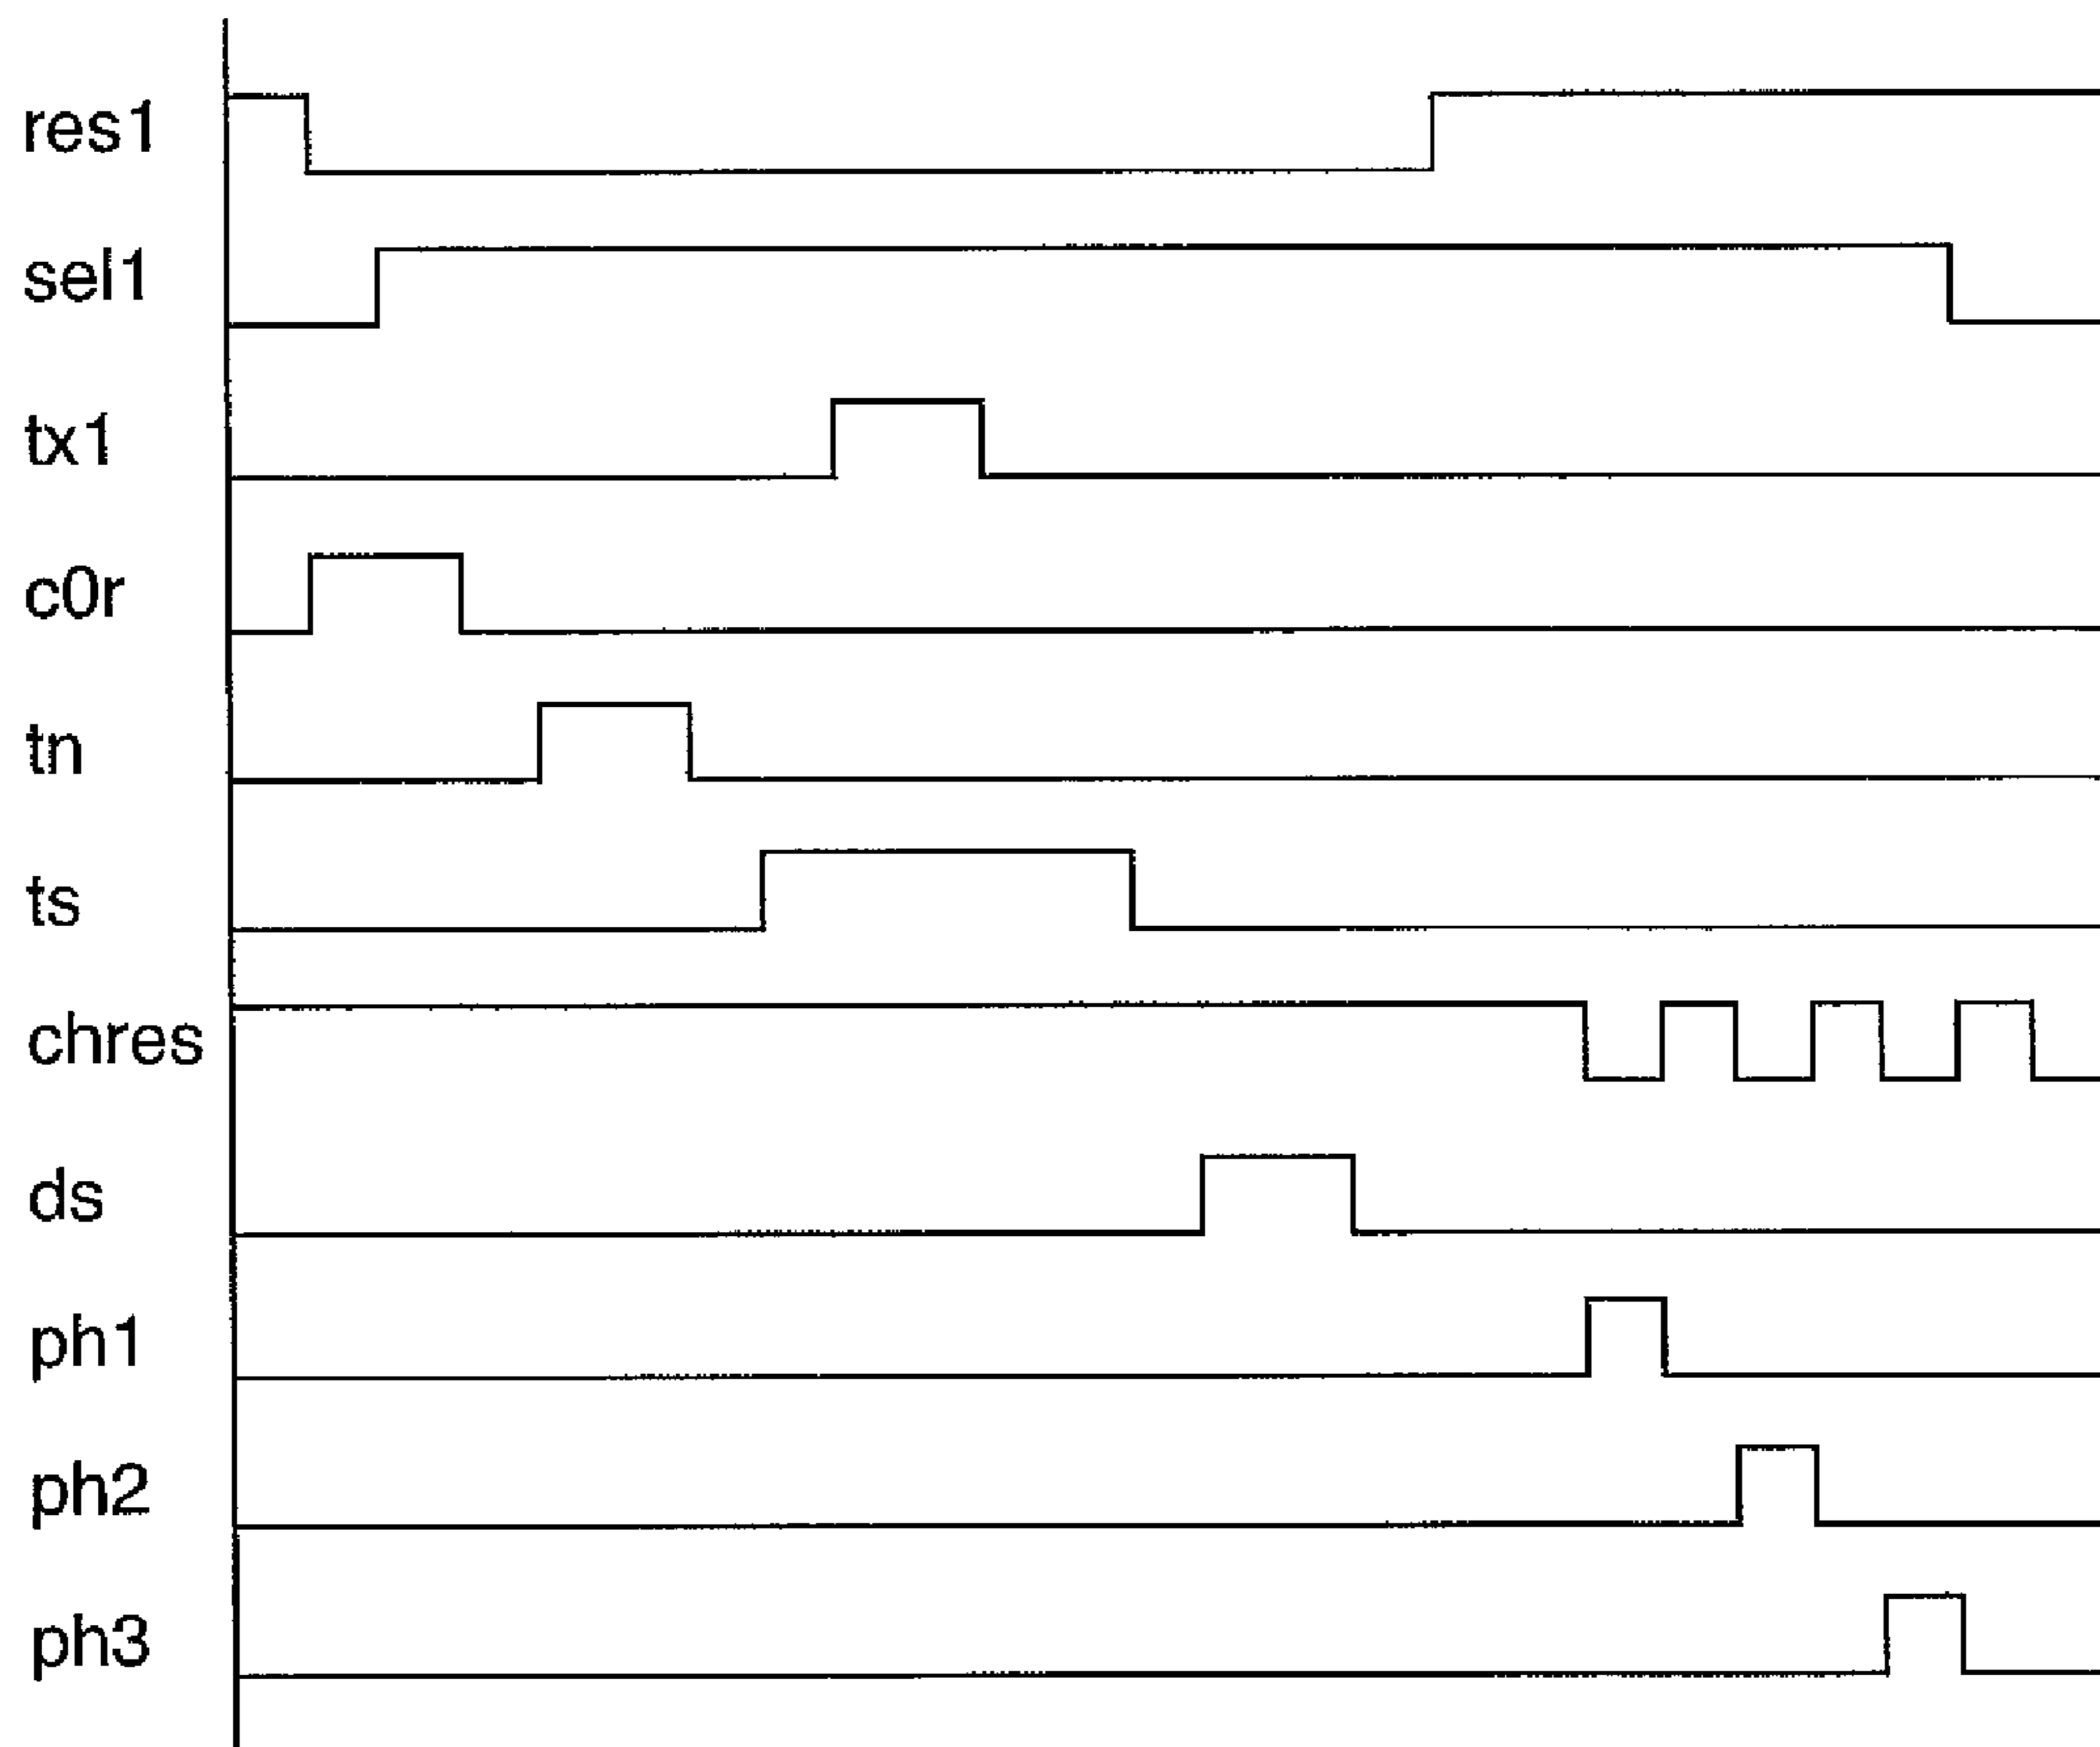 res1
sel1
tx1
c0r
tn
ts
chres
ds
ph1
ph2
ph3